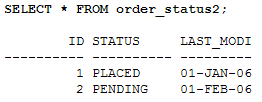 SELECT * FROM order_status2;
ID STATUS LAST_MODI
---------- ---------- ---------
1 PLACED 01-JAN-06
2 PENDING 01-FEB-06